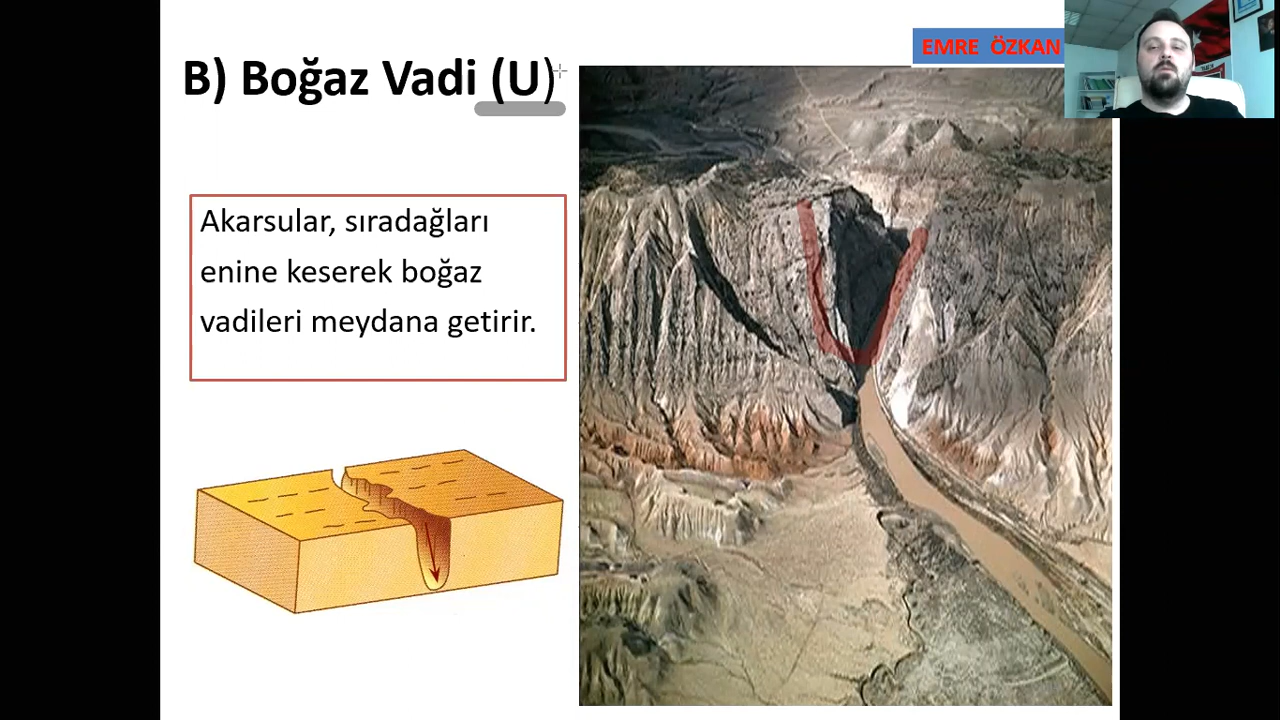 B) Boğaz Vadi (U)
EMRE ÖZKAN
Akarsular, sıradağları
enine keserek boğaz
vadileri meydana getirir.